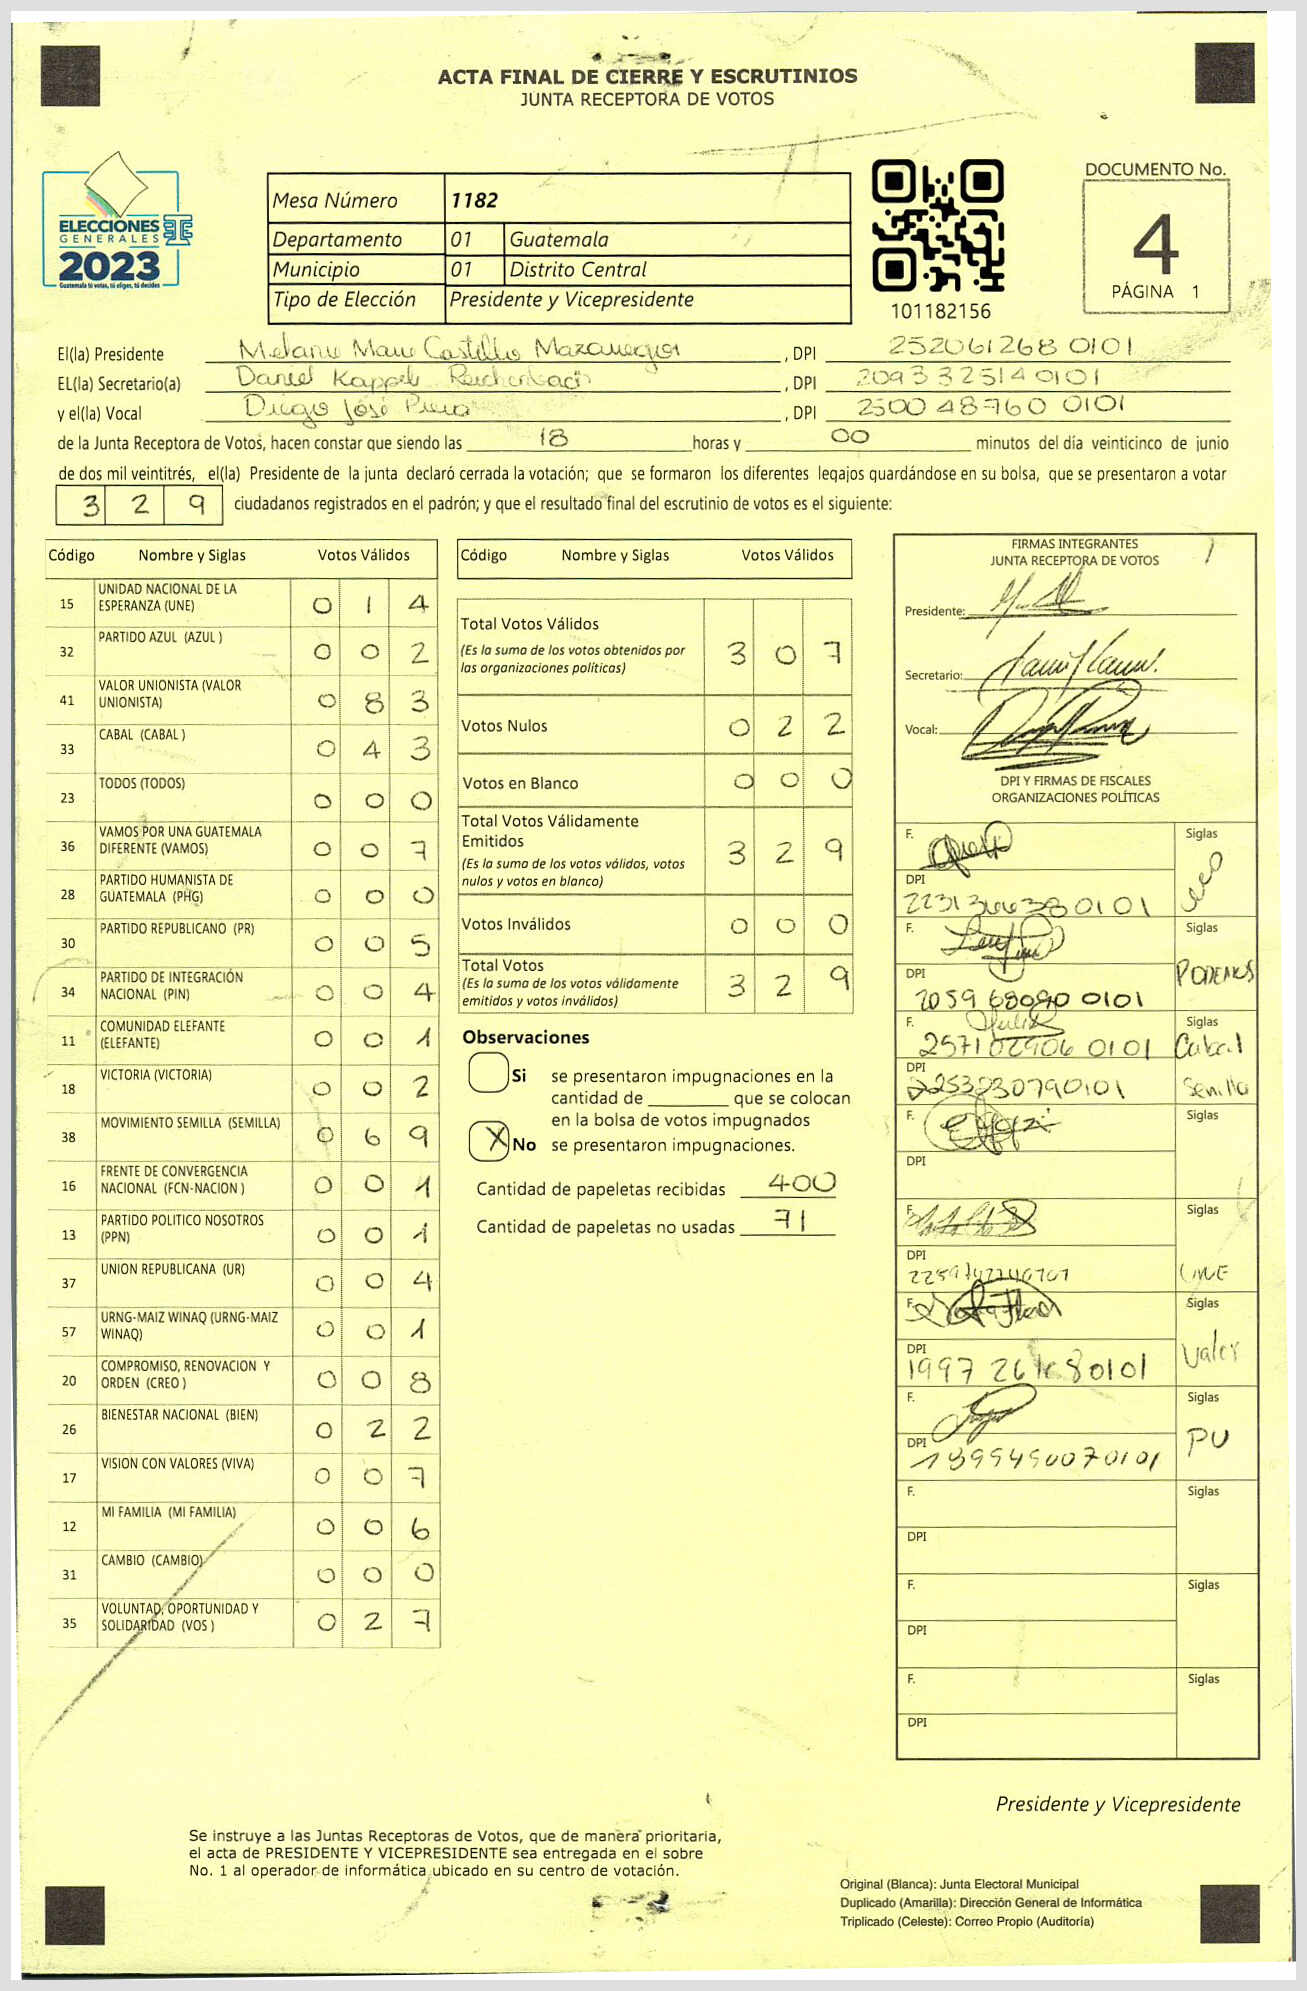 ACTA FINAL DE CIERRE Y ESCRUTINIOS
JUNTA RECEPTORA DE VOTOS
ELECCIONES
GENERALES
2023
Guatemala tú votas, tú eliges, tú decides
Mesa Número 1182
Departamento 01 Guatemala
Municipio 01 Distrito Central
Tipo de Elección Presidente y Vicepresidente
101182156
DOCUMENTO No.
4
PÁGINA 1
El(la) Presidente Melanie Marie Castillo , DPI 252061268 0101
EL(la) Secretario(a) Daniel Kappeli Reichenbach , DPI 2093325140101
y el(la) Vocal Diego José , DPI 2500 48760 0101
de la Junta Receptora de Votos, hacen constar que siendo las 18 horas y 00 minutos del día veinticinco de junio
de dos mil veintitrés, el(la) Presidente de la junta declaró cerrada la votación; que se formaron los diferentes legajos guardándose en su bolsa, que se presentaron a votar
3 2 9 ciudadanos registrados en el padrón; y que el resultado final del escrutinio de votos es el siguiente:
Código Nombre y Siglas Votos Válidos
15 UNIDAD NACIONAL DE LA
ESPERANZA (UNE) 0 1 4
32 PARTIDO AZUL (AZUL ) 0 0 2
41 VALOR UNIONISTA (VALOR
UNIONISTA) 0 8 3
33 CABAL (CABAL ) 0 4 3
23 TODOS (TODOS) 0 0 0
36 VAMOS POR UNA GUATEMALA
DIFERENTE (VAMOS) 0 0 7
28 PARTIDO HUMANISTA DE
GUATEMALA (PHG) 0 0 0
30 PARTIDO REPUBLICANO (PR) 0 0 5
34 PARTIDO DE INTEGRACIÓN
NACIONAL (PIN) 0 0 4
11 COMUNIDAD ELEFANTE
(ELEFANTE) 0 0 1
18 VICTORIA (VICTORIA) 0 0 2
38 MOVIMIENTO SEMILLA (SEMILLA) 0 6 9
16 FRENTE DE CONVERGENCIA
NACIONAL (FCN-NACION ) 0 0 1
13 PARTIDO POLITICO NOSOTROS
(PPN) 0 0 1
37 UNION REPUBLICANA (UR) 0 0 4
57 URNG-MAIZ WINAQ (URNG-MAIZ
WINAQ) 0 0 1
20 COMPROMISO, RENOVACION Y
ORDEN (CREO ) 0 0 8
26 BIENESTAR NACIONAL (BIEN) 0 2 2
17 VISION CON VALORES (VIVA) 0 0 7
12 MI FAMILIA (MI FAMILIA) 0 0 6
31 CAMBIO (CAMBIO) 0 0 0
35 VOLUNTAD, OPORTUNIDAD Y
SOLIDARIDAD (VOS ) 0 2 7
Código Nombre y Siglas Votos Válidos
Total Votos Válidos 3 0 7
(Es la suma de los votos obtenidos por
las organizaciones políticas)
Votos Nulos 0 2 2
Votos en Blanco 0 0 0
Total Votos Válidamente
Emitidos 3 2 9
(Es la suma de los votos válidos, votos
nulos y votos en blanco)
Votos Inválidos 0 0 0
Total Votos 3 2 9
(Es la suma de los votos válidamente
emitidos y votos inválidos)
Observaciones
Si se presentaron impugnaciones en la
cantidad de ________ que se colocan
en la bolsa de votos impugnados
X No se presentaron impugnaciones.
Cantidad de papeletas recibidas 400
Cantidad de papeletas no usadas 71
FIRMAS INTEGRANTES
JUNTA RECEPTORA DE VOTOS
Presidente:
Secretario:
Vocal:
DPI Y FIRMAS DE FISCALES
ORGANIZACIONES POLÍTICAS
F. Siglas
DPI
2231366380101
F. Siglas
PODEMOS
DPI
2059 68090 0101
F. Siglas
257102906 0101 Cabal
DPI
2253230790101 Semilla
F. Siglas
DPI
F. Siglas
DPI
UNE
F. Siglas
Valor
DPI
1997 0101
F. Siglas
PU
DPI
1899490070101
F. Siglas
DPI
F. Siglas
DPI
F. Siglas
DPI
Presidente y Vicepresidente
Se instruye a las Juntas Receptoras de Votos, que de manera prioritaria,
el acta de PRESIDENTE Y VICEPRESIDENTE sea entregada en el sobre
No. 1 al operador de informática ubicado en su centro de votación.
Original (Blanca): Junta Electoral Municipal
Duplicado (Amarilla): Dirección General de Informática
Triplicado (Celeste): Correo Propio (Auditoría)